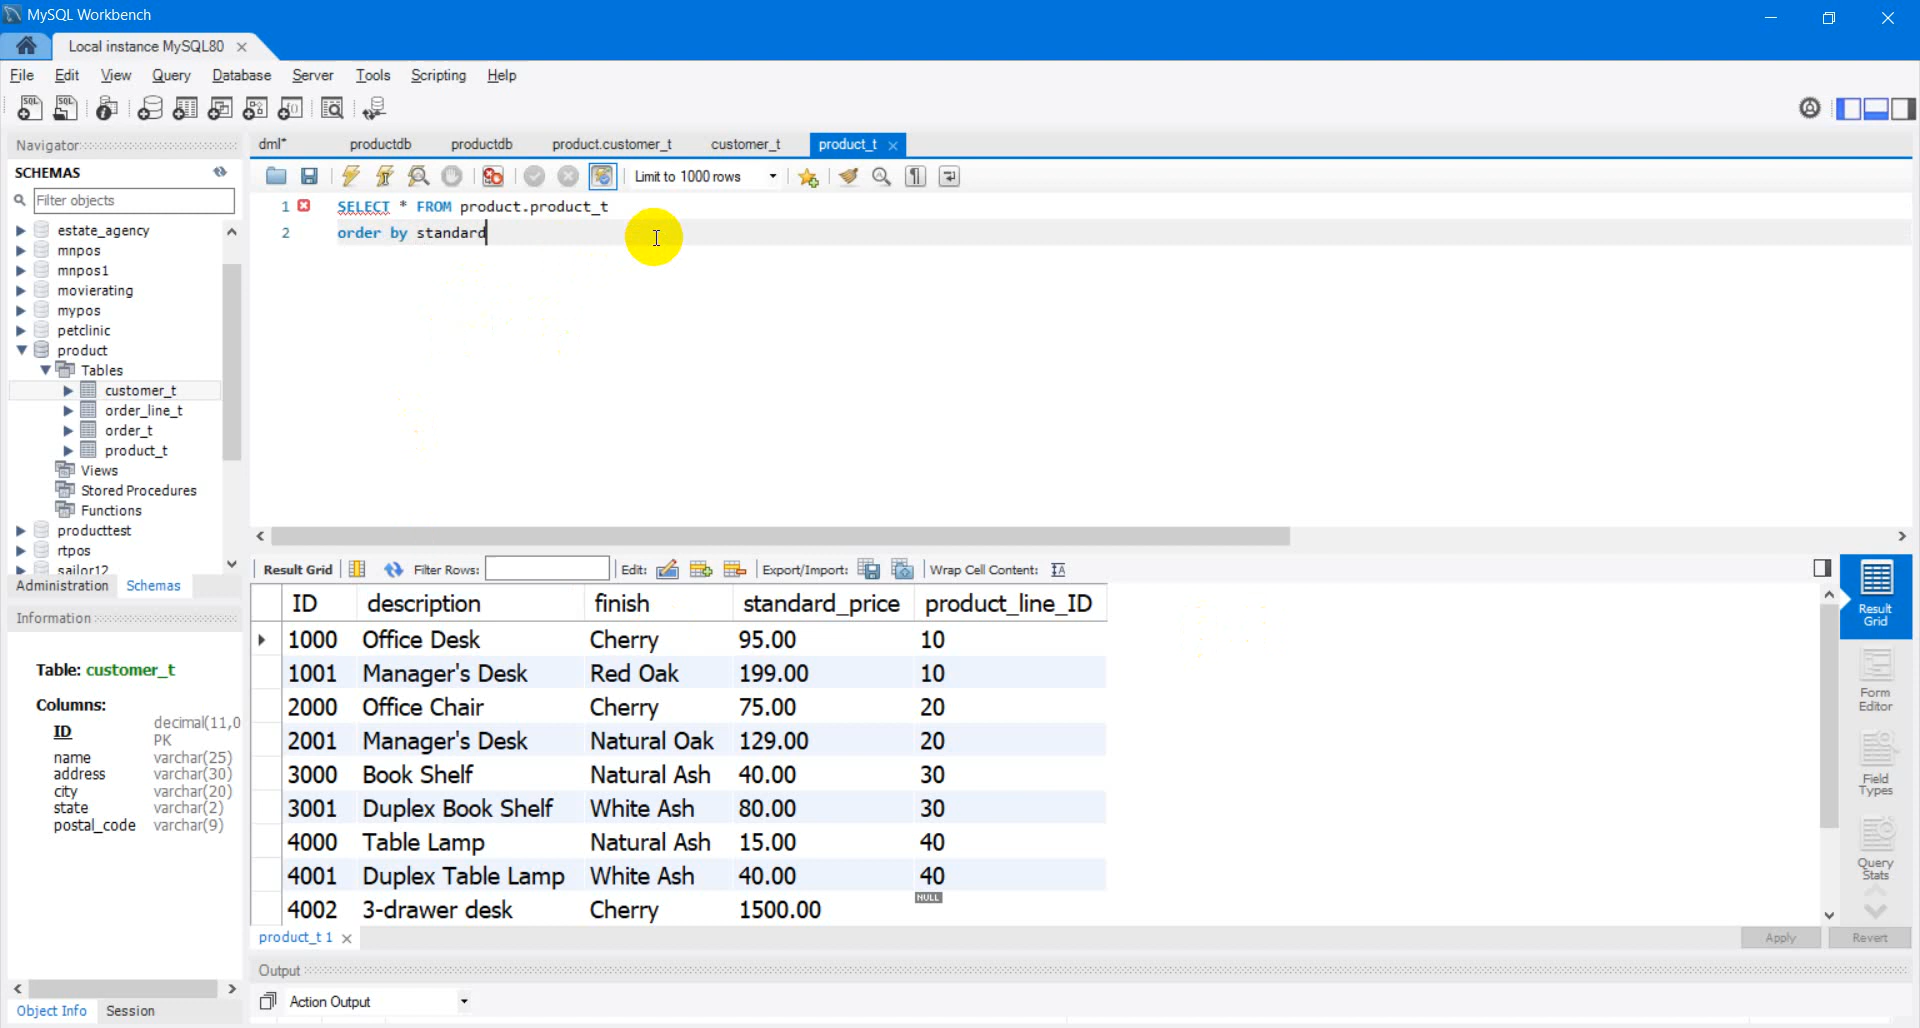 MySQL Workbench
Local instance MySQL80
File Edit View Query Database Server Tools Scripting Help
Navigator
SCHEMAS
Filter objects
estate_agency
mnpos
mnpos1
movierating
mypos
petclinic
product
Tables
customer_t
order_line_t
order_t
product_t
Views
Stored Procedures
Functions
producttest
rtpos
sailor12
Administration Schemas
Information
Table: customer_t
Columns:
ID decimal(11,0
PK
name varchar(25)
address varchar(30)
city varchar(20)
state varchar(2)
postal_code varchar(9)
Object Info Session
dml* productdb productdb product.customer_t customer_t product_t
Limit to 1000 rows
1 SELECT * FROM product.product_t
2 order by standard
Result Grid Filter Rows: Edit: Export/Import: Wrap Cell Content:
ID description finish standard_price product_line_ID
1000 Office Desk Cherry 95.00 10
1001 Manager's Desk Red Oak 199.00 10
2000 Office Chair Cherry 75.00 20
2001 Manager's Desk Natural Oak 129.00 20
3000 Book Shelf Natural Ash 40.00 30
3001 Duplex Book Shelf White Ash 80.00 30
4000 Table Lamp Natural Ash 15.00 40
4001 Duplex Table Lamp White Ash 40.00 40
4002 3-drawer desk Cherry 1500.00 NULL
Result
Grid
Form
Editor
Field
Types
Query
Stats
product_t 1
Apply Revert
Output
Action Output